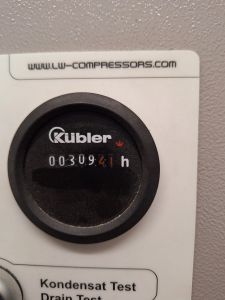 www.lw-compressors.com
Kübler
0030941 h
Kondensat Test
Drain Test